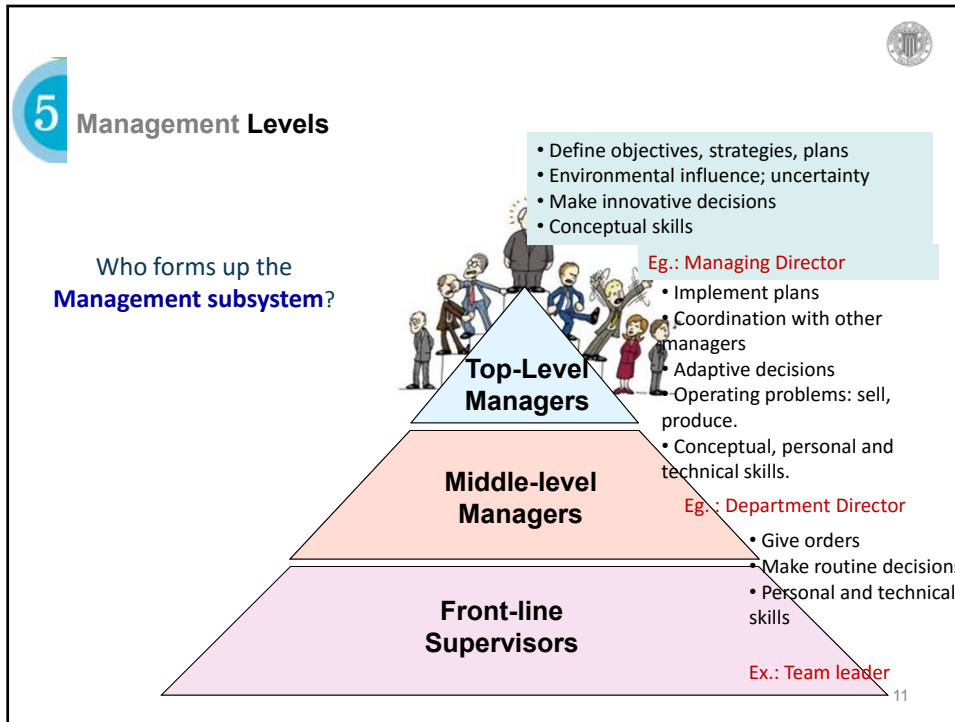 5
Management Levels
• Define objectives, strategies, plans
• Environmental influence; uncertainty
• Make innovative decisions
• Conceptual skills
Who forms up the
Management subsystem?
Eg.: Managing Director
• Implement plans
• Coordination with other
managers
• Adaptive decisions
• Operating problems: sell,
produce.
• Conceptual, personal and
technical skills.
Top-Level
Managers
Middle-level
Managers
Eg. : Department Director
• Give orders
• Make routine decisions
• Personal and technical
skills
Front-line
Supervisors
Ex.: Team leader
11